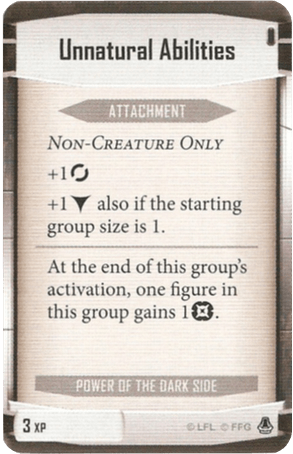 Unnatural Abilities
ATTACHMENT
NON-CREATURE ONLY
+1
+1 also if the starting
group size is 1.
At the end of this group's
activation, one figure in
this group gains 1 .
POWER OF THE DARK SIDE
3 XP
© LFL © FFG